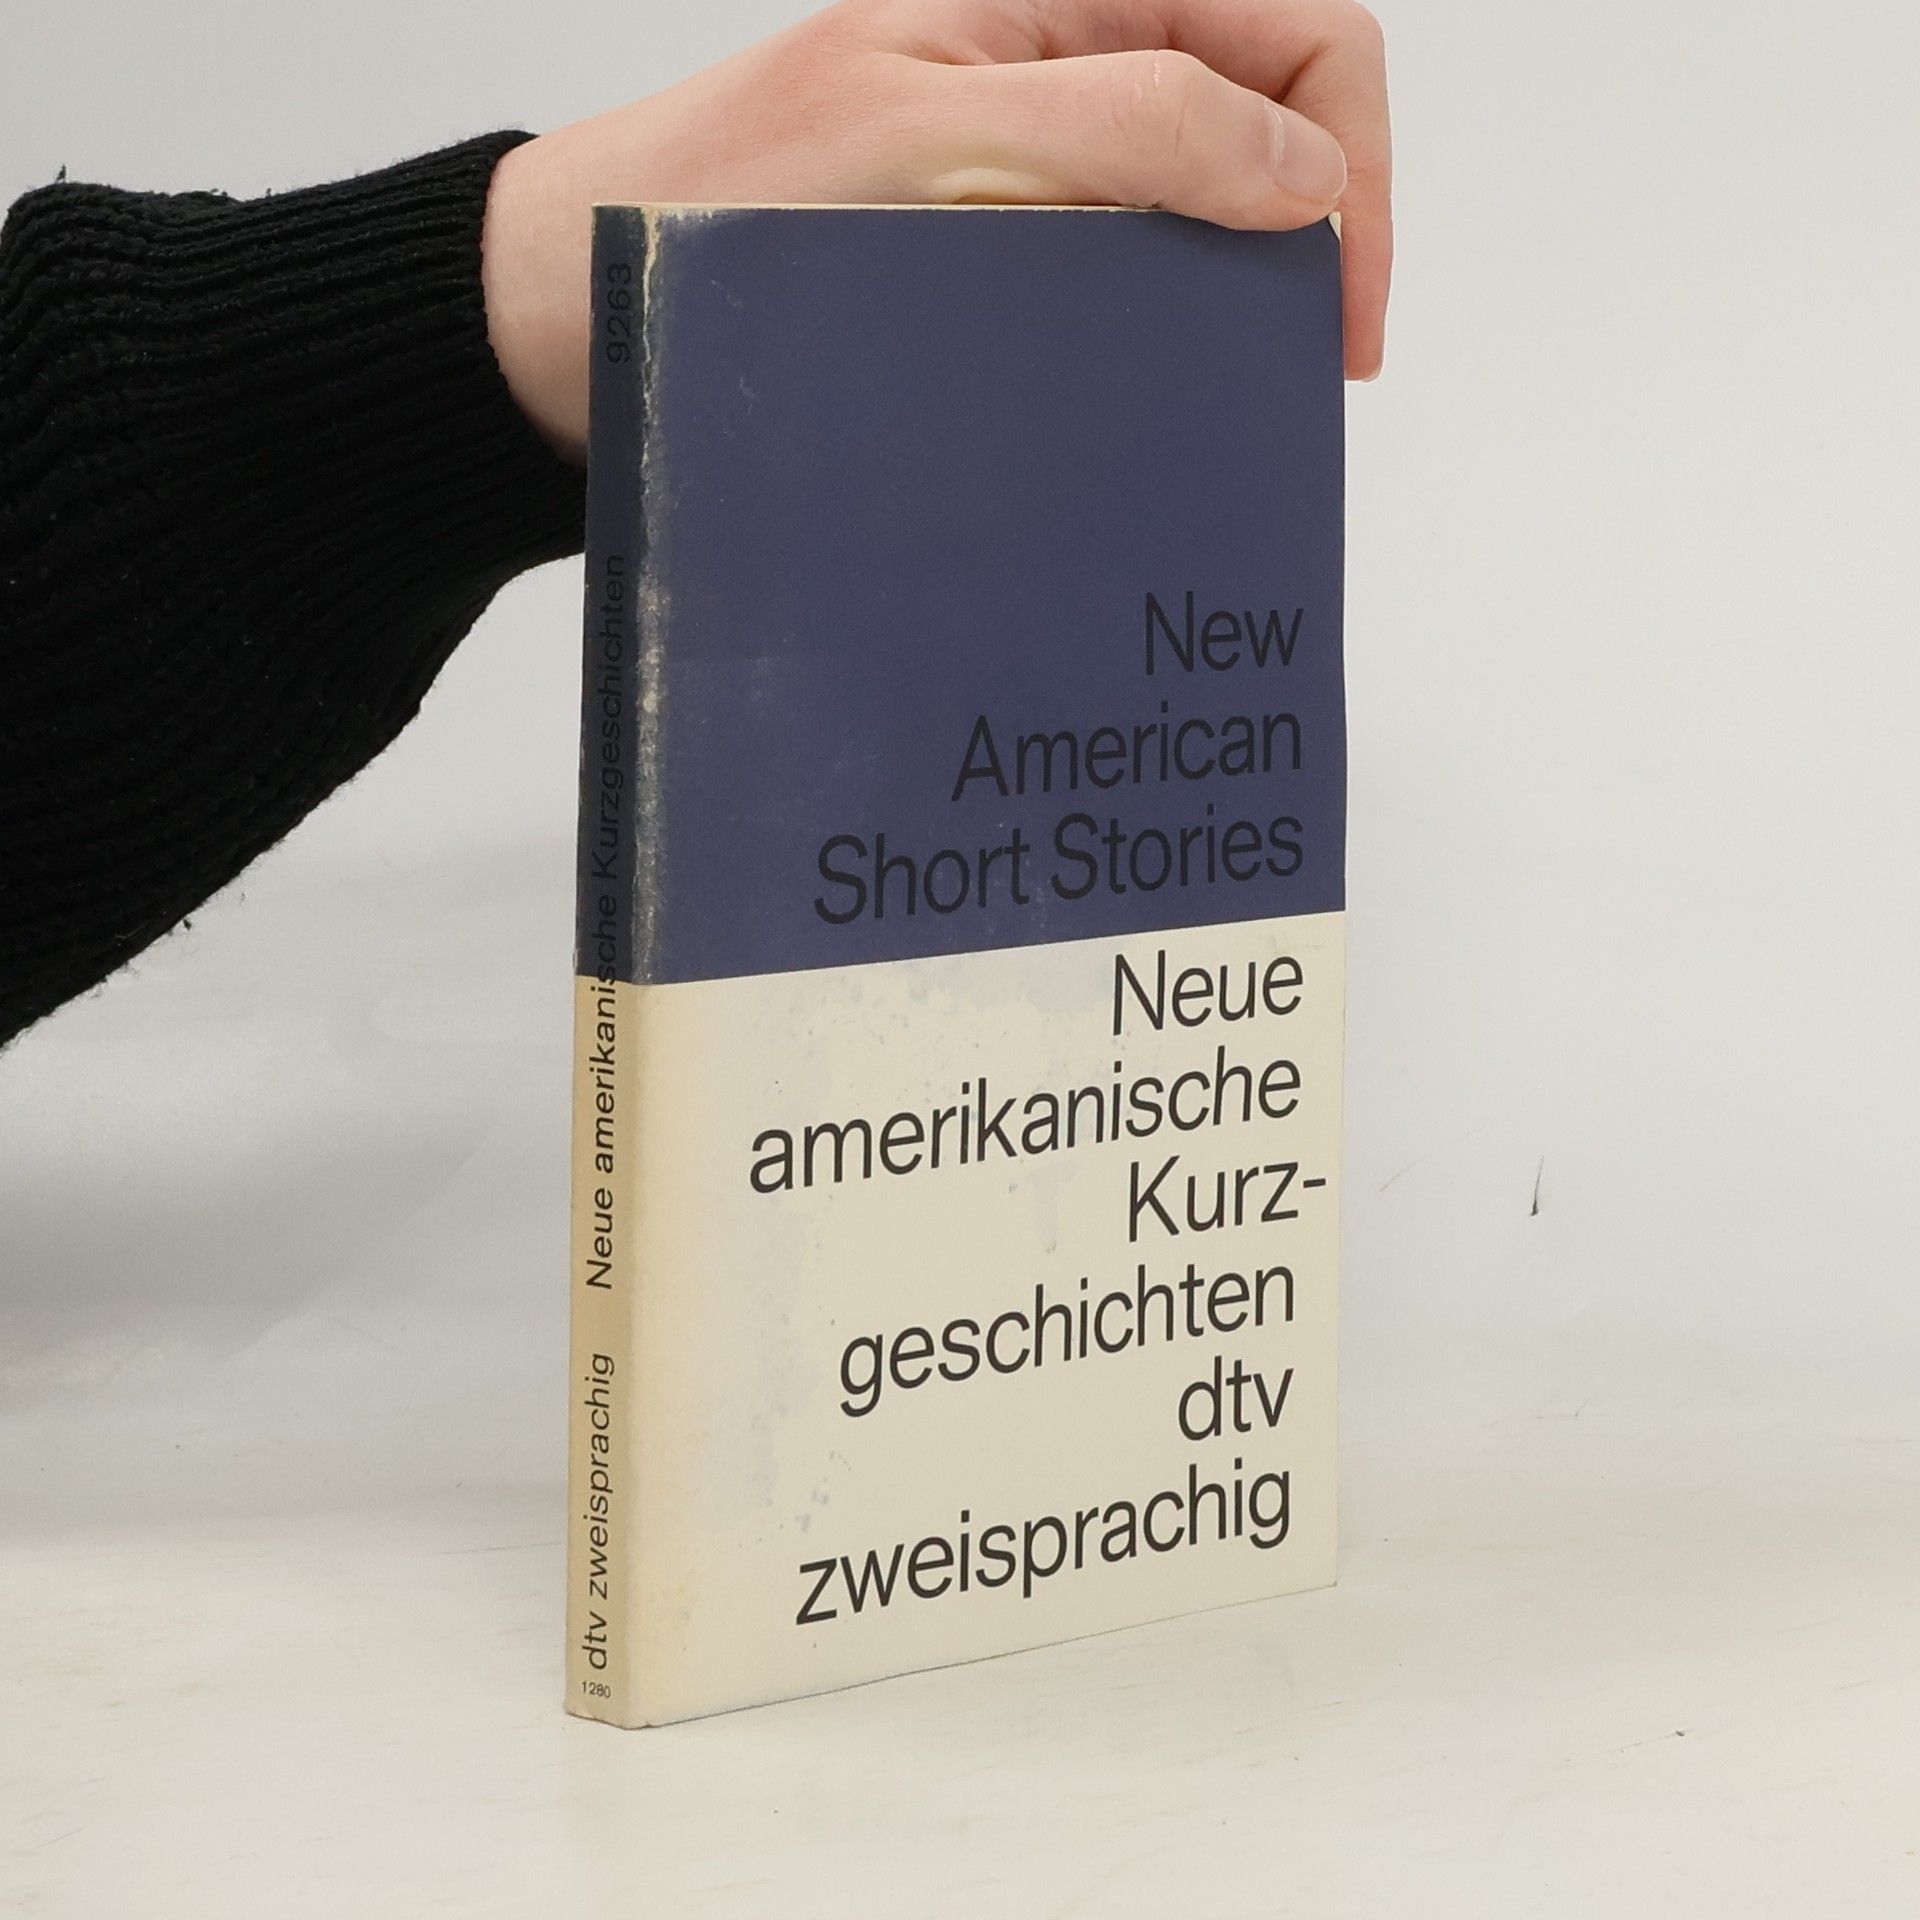 New
American
Short Stories
Neue
amerikanische
Kurz-
geschichten
dtv
zweisprachig
1280
dtv zweisprachig Neue amerikanische Kurzgeschichten 9263